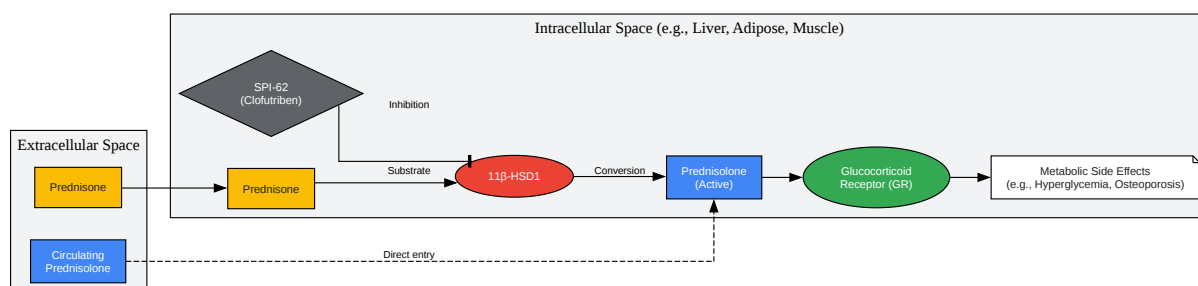 Intracellular Space (e.g., Liver, Adipose, Muscle)
SPI-62
(Clofutriben)
Inhibition
Extracellular Space
Prednisone
Prednisone
Substrate
11β-HSD1
Conversion
Prednisolone
(Active)
Glucocorticoid
Receptor (GR)
Metabolic Side Effects
(e.g., Hyperglycemia, Osteoporosis)
Circulating
Prednisolone
Direct entry